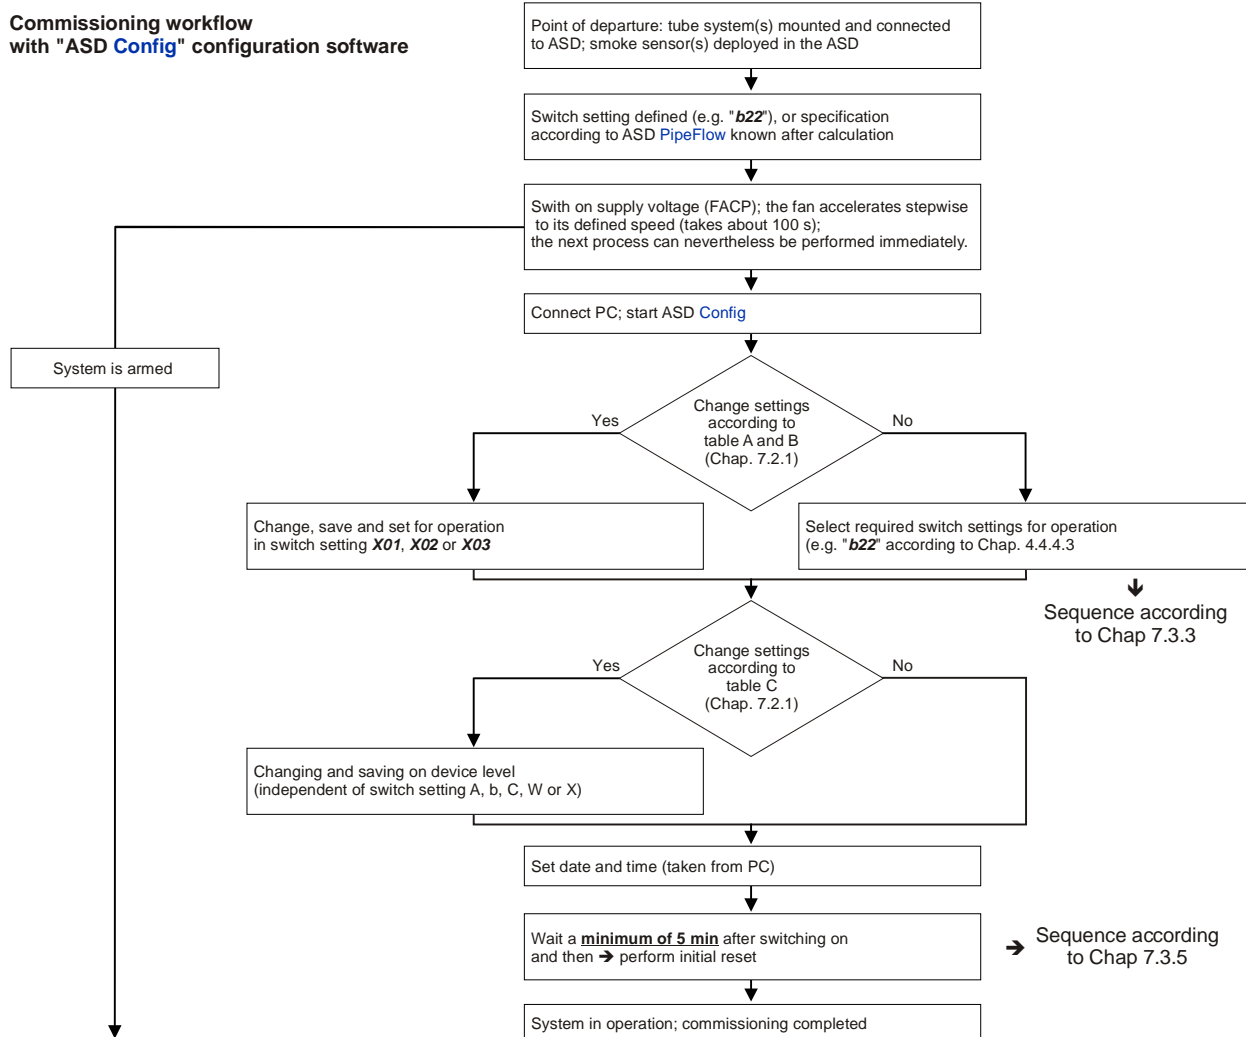 Commissioning workflow
with "ASD Config" configuration software
Point of departure: tube system(s) mounted and connected
to ASD; smoke sensor(s) deployed in the ASD
Switch setting defined (e.g. "b22"), or specification
according to ASD PipeFlow known after calculation
Swith on supply voltage (FACP); the fan accelerates stepwise
to its defined speed (takes about 100 s);
the next process can nevertheless be performed immediately.
Connect PC; start ASD Config
System is armed
Change settings
according to
table A and B
(Chap. 7.2.1)
Yes
No
Change, save and set for operation
in switch setting X01, X02 or X03
Select required switch settings for operation
(e.g. "b22" according to Chap. 4.4.4.3
🡫
Sequence according
to Chap 7.3.3
Change settings
according to
table C
(Chap. 7.2.1)
Yes
No
Changing and saving on device level
(independent of switch setting A, b, C, W or X)
Set date and time (taken from PC)
Wait a minimum of 5 min after switching on
and then ➔ perform initial reset
➔ Sequence according
to Chap 7.3.5
System in operation; commissioning completed